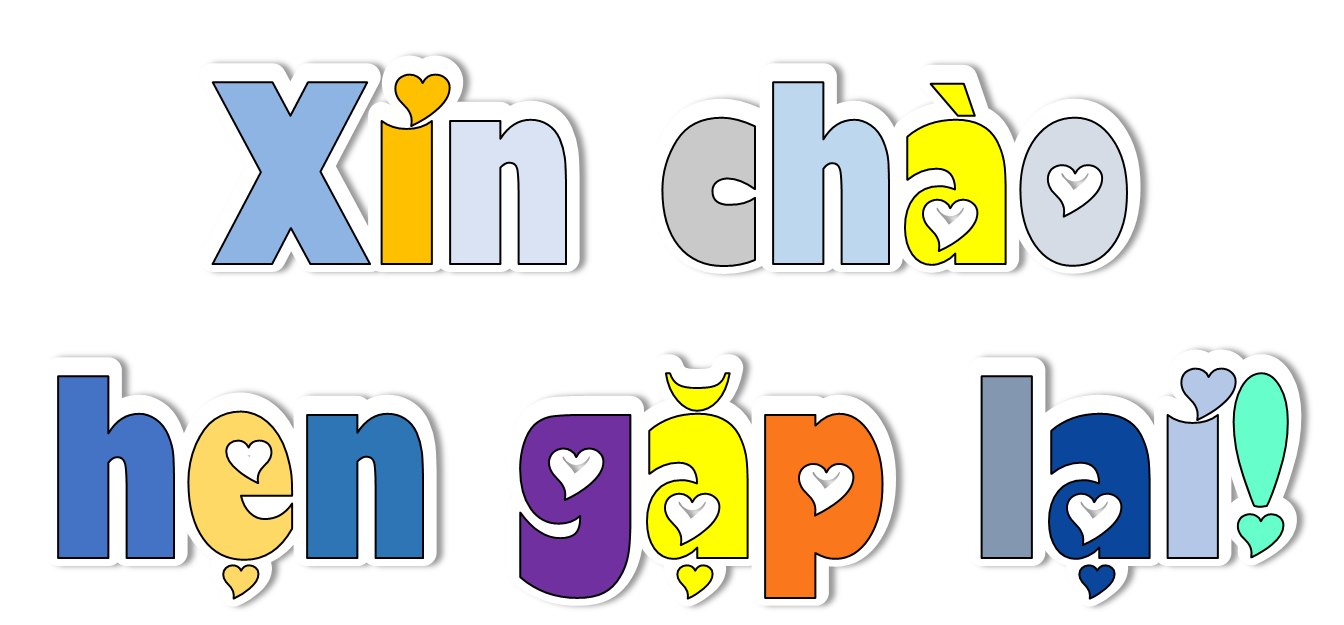 Xin chào
hẹn gặp lại!